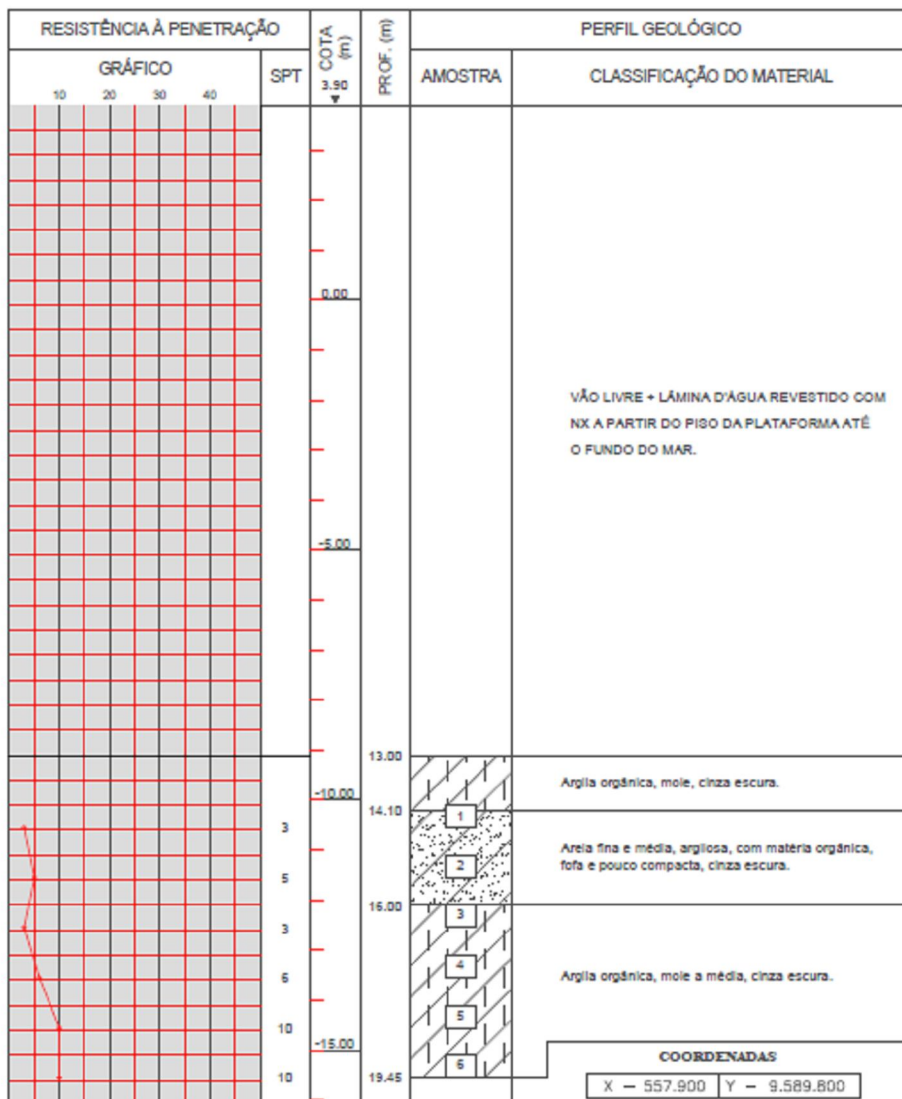 RESISTÊNCIA À PENETRAÇÃO
COTA (m)
3.90
PROF. (m)
PERFIL GEOLÓGICO
GRÁFICO
SPT
AMOSTRA
CLASSIFICAÇÃO DO MATERIAL
10 20 30 40
0.00
VÃO LIVRE + LÂMINA D'ÁGUA REVESTIDO COM
NX A PARTIR DO PISO DA PLATAFORMA ATÉ
O FUNDO DO MAR.
-5.00
13.00
Argila orgânica, mole, cinza escura.
-10.00
14.10
1
3
Areia fina e média, argilosa, com matéria orgânica,
fofa e pouco compacta, cinza escura.
2
5
16.00
3
3
4
6
Argila orgânica, mole a média, cinza escura.
5
10
-15.00
6
10
19.45
COORDENADAS
X - 557.900 Y - 9.589.800